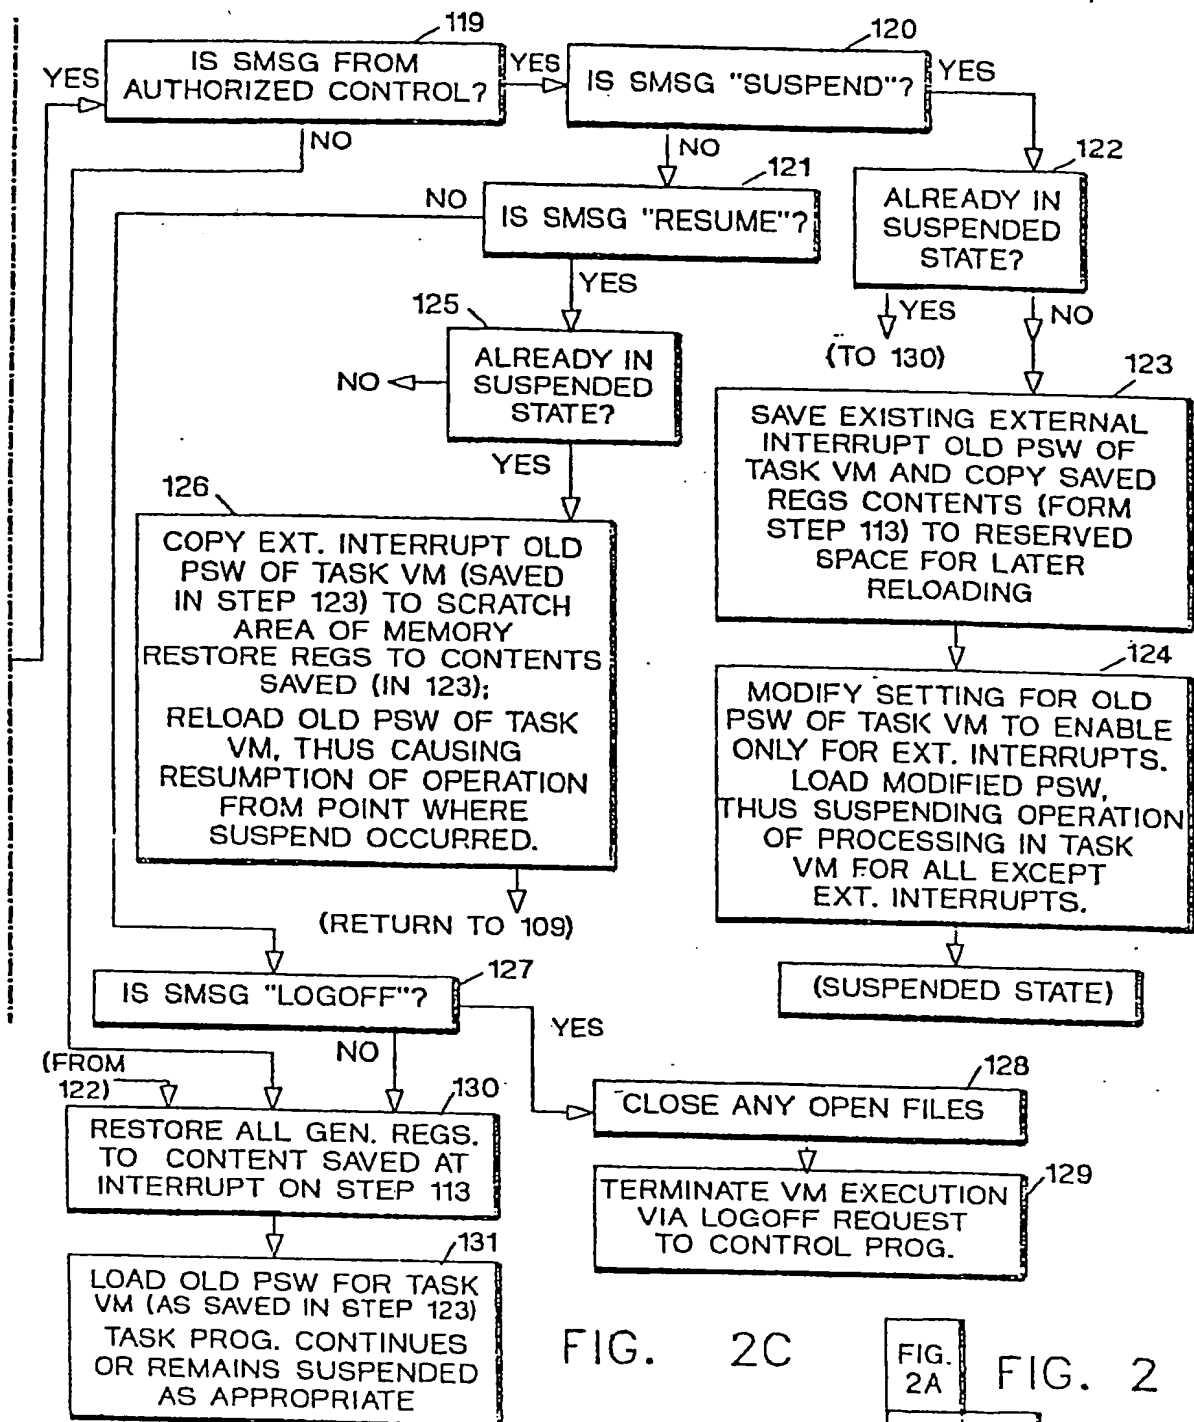 119
120
YES
IS SMSG FROM
AUTHORIZED CONTROL?
YES
IS SMSG "SUSPEND"?
YES
NO
NO
121
122
NO
IS SMSG "RESUME"?
ALREADY IN
SUSPENDED
STATE?
YES
YES
NO
(TO 130)
125
ALREADY IN
SUSPENDED
STATE?
NO
YES
123
SAVE EXISTING EXTERNAL
INTERRUPT OLD PSW OF
TASK VM AND COPY SAVED
REGS CONTENTS (FORM
STEP 113) TO RESERVED
SPACE FOR LATER
RELOADING
126
COPY EXT. INTERRUPT OLD
PSW OF TASK VM (SAVED
IN STEP 123) TO SCRATCH
AREA OF MEMORY
RESTORE REGS TO CONTENTS
SAVED (IN 123);
RELOAD OLD PSW OF TASK
VM, THUS CAUSING
RESUMPTION OF OPERATION
FROM POINT WHERE
SUSPEND OCCURRED.
(RETURN TO 109)
124
MODIFY SETTING FOR OLD
PSW OF TASK VM TO ENABLE
ONLY FOR EXT. INTERRUPTS.
LOAD MODIFIED PSW,
THUS SUSPENDING OPERATION
OF PROCESSING IN TASK
VM FOR ALL EXCEPT
EXT. INTERRUPTS.
(SUSPENDED STATE)
127
IS SMSG "LOGOFF"?
YES
NO
(FROM
122)
128
CLOSE ANY OPEN FILES
130
RESTORE ALL GEN. REGS.
TO CONTENT SAVED AT
INTERRUPT ON STEP 113
129
TERMINATE VM EXECUTION
VIA LOGOFF REQUEST
TO CONTROL PROG.
131
LOAD OLD PSW FOR TASK
VM (AS SAVED IN STEP 123)
TASK PROG. CONTINUES
OR REMAINS SUSPENDED
AS APPROPRIATE
FIG. 2C
FIG.
2A
FIG. 2